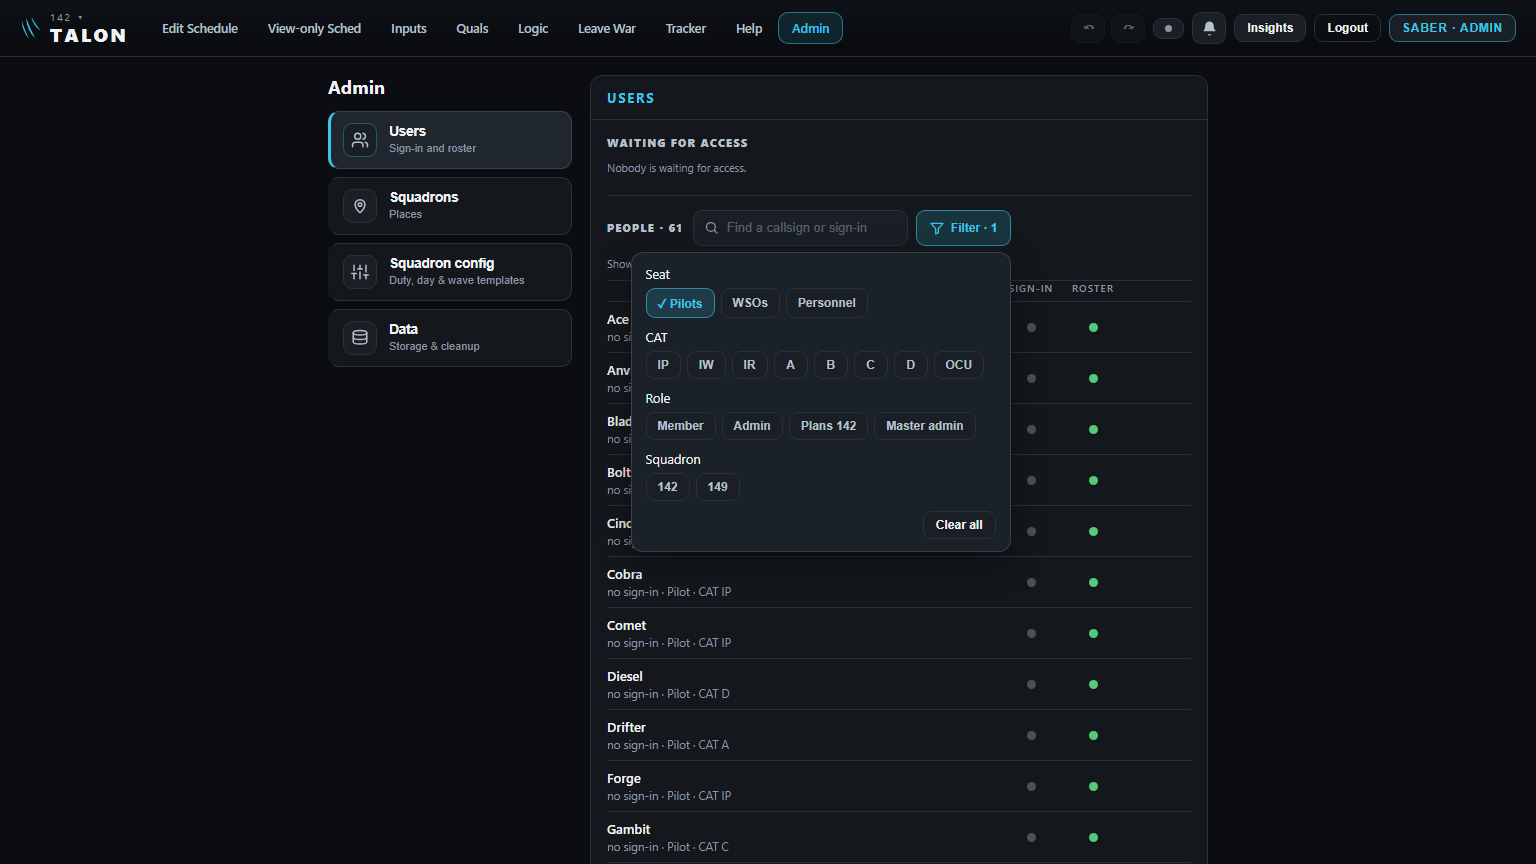 142 ▾
TALON
Edit Schedule
View-only Sched
Inputs
Quals
Logic
Leave War
Tracker
Help
Admin
Insights
Logout
SABER · ADMIN
Admin
Users
Sign-in and roster
Squadrons
Places
Squadron config
Duty, day & wave templates
Data
Storage & cleanup
USERS
WAITING FOR ACCESS
Nobody is waiting for access.
PEOPLE · 61
Find a callsign or sign-in
Filter · 1
Seat
✓ Pilots
WSOs
Personnel
CAT
IP
IW
IR
A
B
C
D
OCU
Role
Member
Admin
Plans 142
Master admin
Squadron
142
149
Clear all
ROSTER
Ace
Cobra
no sign-in · Pilot · CAT IP
Comet
no sign-in · Pilot · CAT IP
Diesel
no sign-in · Pilot · CAT D
Drifter
no sign-in · Pilot · CAT A
Forge
no sign-in · Pilot · CAT IP
Gambit
no sign-in · Pilot · CAT C